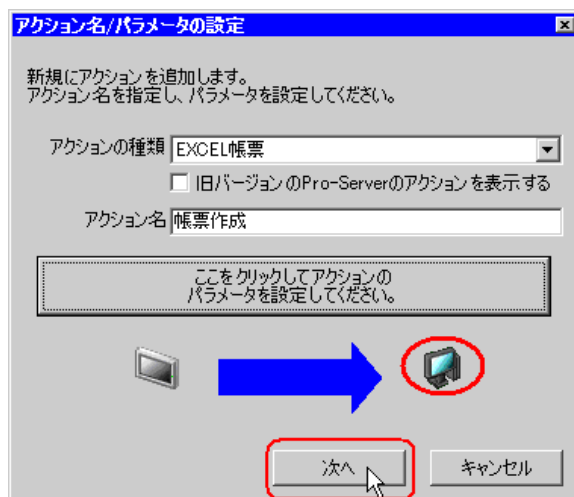 アクション名/パラメータの設定
新規にアクションを追加します。
アクション名を指定し、パラメータを設定してください。
アクションの種類 EXCEL帳票
旧バージョンのPro-Serverのアクションを表示する
アクション名 帳票作成
ここをクリックしてアクションの
パラメータを設定してください。
次へ キャンセル